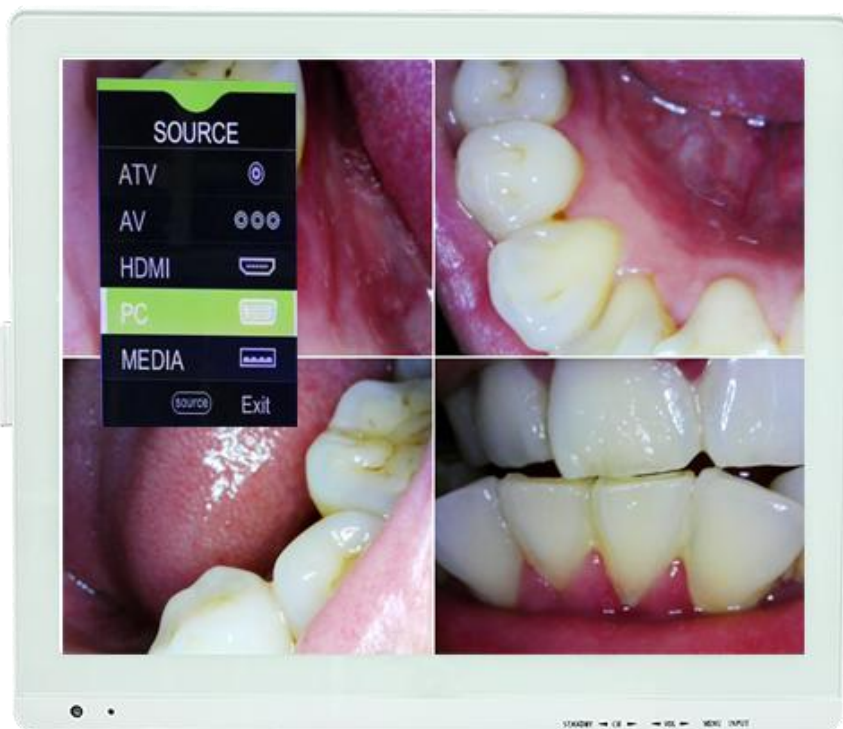 SOURCE
ATV
AV
HDMI
PC
MEDIA
source Exit
STANDBY ◄ CH ► ◄ VOL ► MENU INPUT